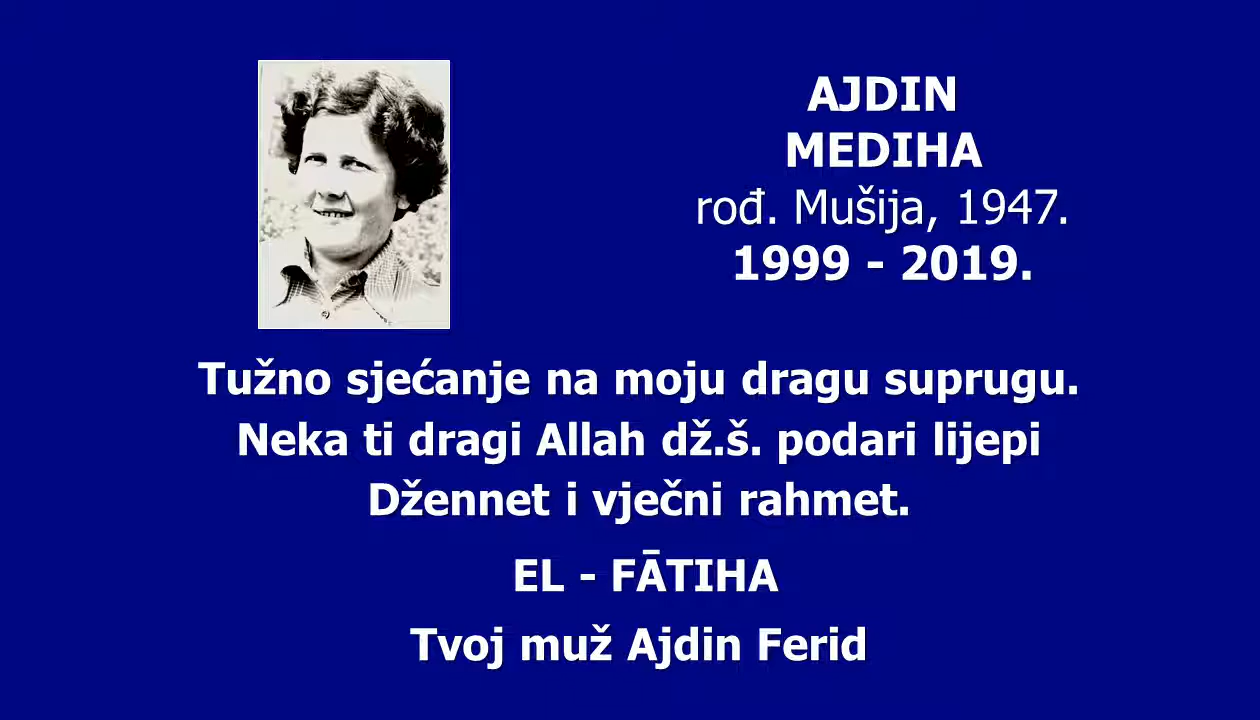 AJDIN
MEDIHA
rođ. Mušija, 1947.
1999 - 2019.
Tužno sjećanje na moju dragu suprugu.
Neka ti dragi Allah dž.š. podari lijepi
Džennet i vječni rahmet.
EL - FĀTIHA
Tvoj muž Ajdin Ferid